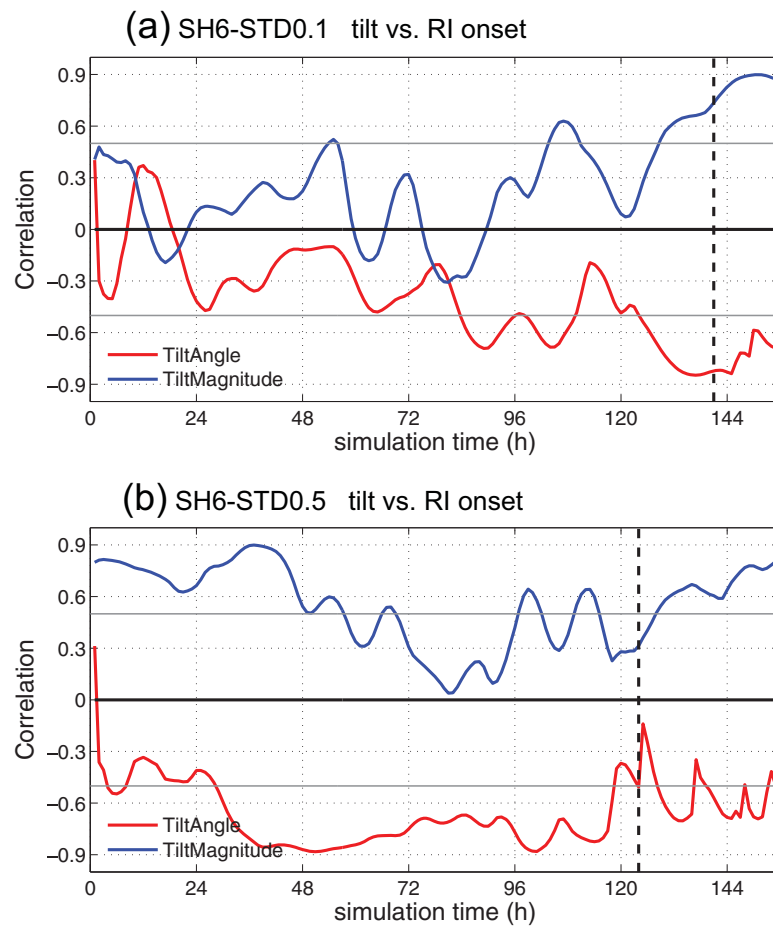 (a) SH6-STD0.1 tilt vs. RI onset
0.9
0.6
0.3
0
−0.3
−0.6
−0.9
Correlation
TiltAngle
TiltMagnitude
0 24 48 72 96 120 144
simulation time (h)
(b) SH6-STD0.5 tilt vs. RI onset
0.9
0.6
0.3
0
−0.3
−0.6
−0.9
Correlation
TiltAngle
TiltMagnitude
0 24 48 72 96 120 144
simulation time (h)